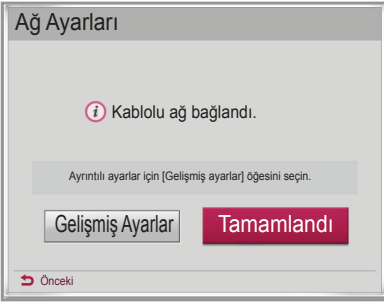 Ağ Ayarları
Kablolu ağ bağlandı.
Ayrıntılı ayarlar için [Gelişmiş ayarlar] öğesini seçin.
Gelişmiş Ayarlar
Tamamlandı
Önceki